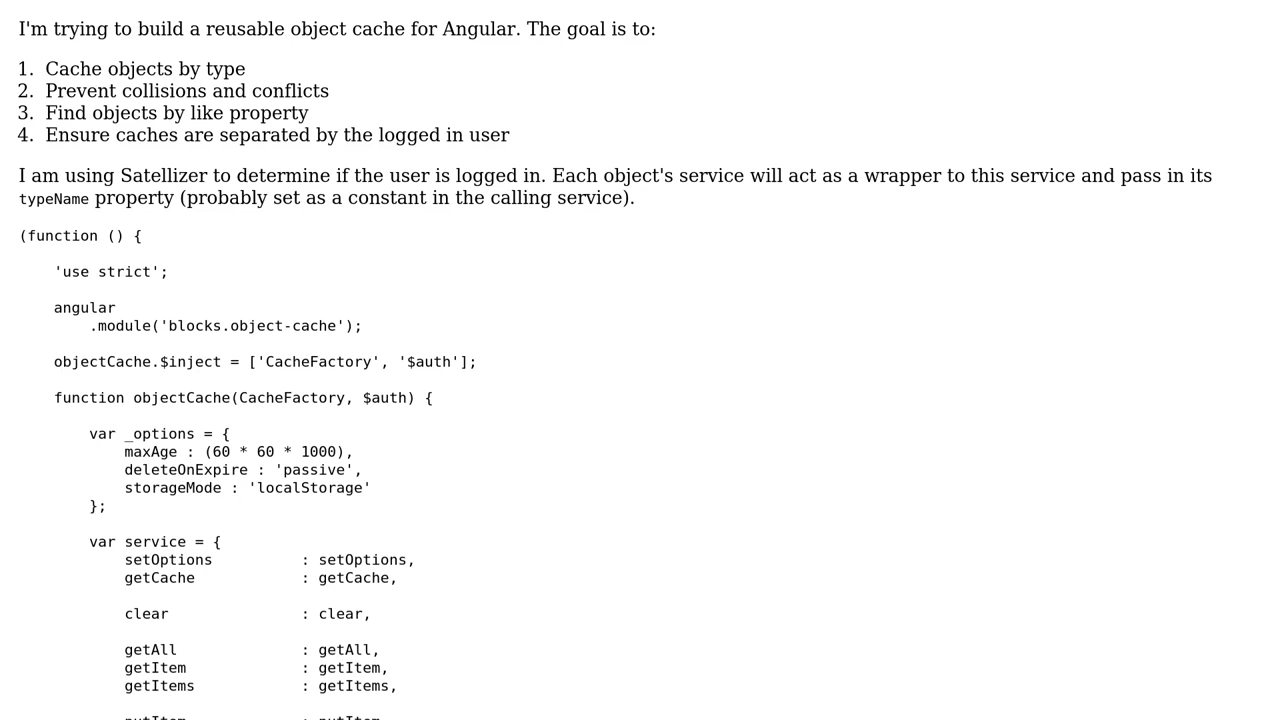 I'm trying to build a reusable object cache for Angular. The goal is to:
1. Cache objects by type
2. Prevent collisions and conflicts
3. Find objects by like property
4. Ensure caches are separated by the logged in user
I am using Satellizer to determine if the user is logged in. Each object's service will act as a wrapper to this service and pass in its
typeName property (probably set as a constant in the calling service).
(function () {
    'use strict';
    angular
        .module('blocks.object-cache');
    objectCache.$inject = ['CacheFactory', '$auth'];
    function objectCache(CacheFactory, $auth) {
        var _options = {
            maxAge : (60 * 60 * 1000),
            deleteOnExpire : 'passive',
            storageMode : 'localStorage'
        };
        var service = {
            setOptions          : setOptions,
            getCache            : getCache,
            clear               : clear,
            getAll              : getAll,
            getItem             : getItem,
            getItems            : getItems,